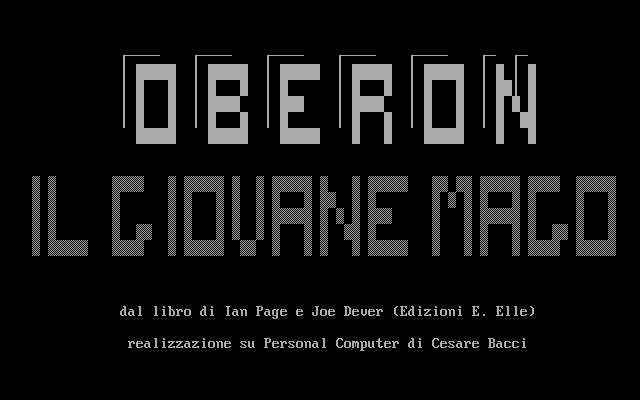 OBERON
IL GIOVANE MAGO
dal libro di Ian Page e Joe Dever (Edizioni E. Elle)
realizzazione su Personal Computer di Cesare Bacci